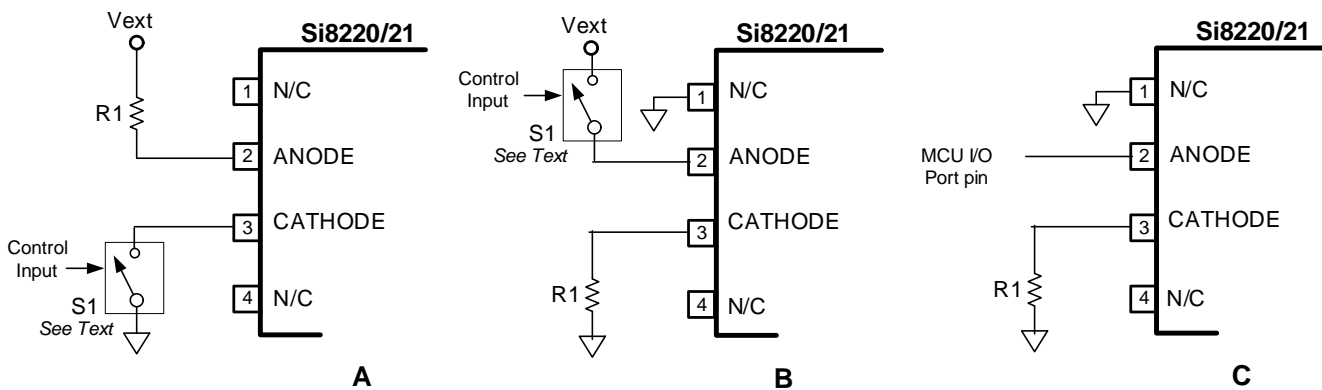 Vext
Si8220/21
1
N/C
R1
2
ANODE
3
CATHODE
Control
Input
S1
See Text
4
N/C
A
Vext
Si8220/21
Control
Input
1
N/C
S1
See Text
2
ANODE
3
CATHODE
R1
4
N/C
B
Si8220/21
1
N/C
MCU I/O
Port pin
2
ANODE
3
CATHODE
R1
4
N/C
C